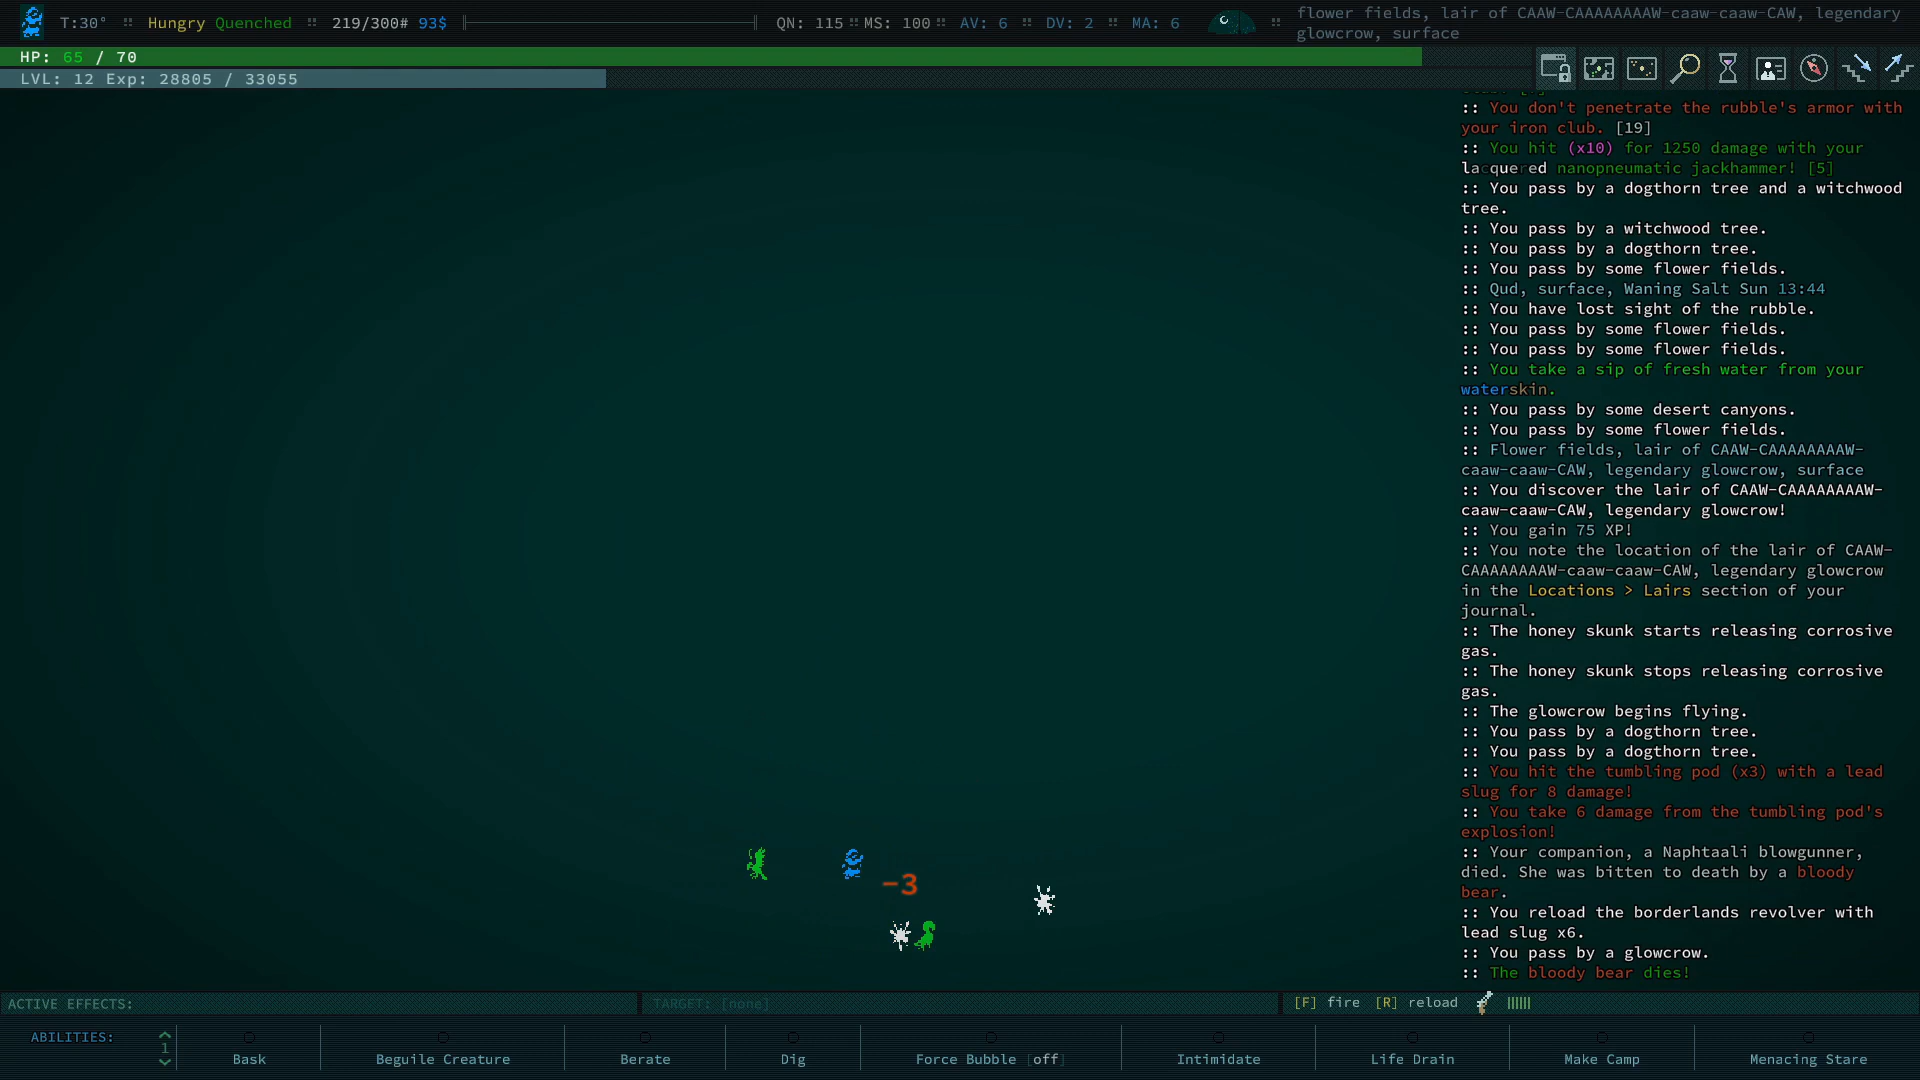 T:30° :: Hungry Quenched :: 219/300# 93$ QN: 115 :: MS: 100 :: AV: 6 :: DV: 2 :: MA: 6 :: flower fields, lair of CAAW-CAAAAAAAW-caaw-caaw-CAW, legendary
glowcrow, surface
HP: 65 / 70
LVL: 12 Exp: 28805 / 33055
:: You don't penetrate the rubble's armor with
your iron club. [19]
:: You hit (x10) for 1250 damage with your
lacquered nanopneumatic jackhammer! [5]
:: You pass by a dogthorn tree and a witchwood
tree.
:: You pass by a witchwood tree.
:: You pass by a dogthorn tree.
:: You pass by some flower fields.
:: Qud, surface, Waning Salt Sun 13:44
:: You have lost sight of the rubble.
:: You pass by some flower fields.
:: You pass by some flower fields.
:: You take a sip of fresh water from your
waterskin.
:: You pass by some desert canyons.
:: You pass by some flower fields.
:: Flower fields, lair of CAAW-CAAAAAAAW-
caaw-caaw-CAW, legendary glowcrow, surface
:: You discover the lair of CAAW-CAAAAAAAW-
caaw-caaw-CAW, legendary glowcrow!
:: You gain 75 XP!
:: You note the location of the lair of CAAW-
CAAAAAAAW-caaw-caaw-CAW, legendary glowcrow
in the Locations > Lairs section of your
journal.
:: The honey skunk starts releasing corrosive
gas.
:: The honey skunk stops releasing corrosive
gas.
:: The glowcrow begins flying.
:: You pass by a dogthorn tree.
:: You pass by a dogthorn tree.
:: You hit the tumbling pod (x3) with a lead
slug for 8 damage!
:: You take 6 damage from the tumbling pod's
explosion!
:: Your companion, a Naphtaali blowgunner,
died. She was bitten to death by a bloody
bear.
:: You reload the borderlands revolver with
lead slug x6.
:: You pass by a glowcrow.
:: The bloody bear dies!
-3
ACTIVE EFFECTS:
TARGET: [none]
[F] fire [R] reload
ABILITIES:
1
Bask
Beguile Creature
Berate
Dig
Force Bubble [off]
Intimidate
Life Drain
Make Camp
Menacing Stare